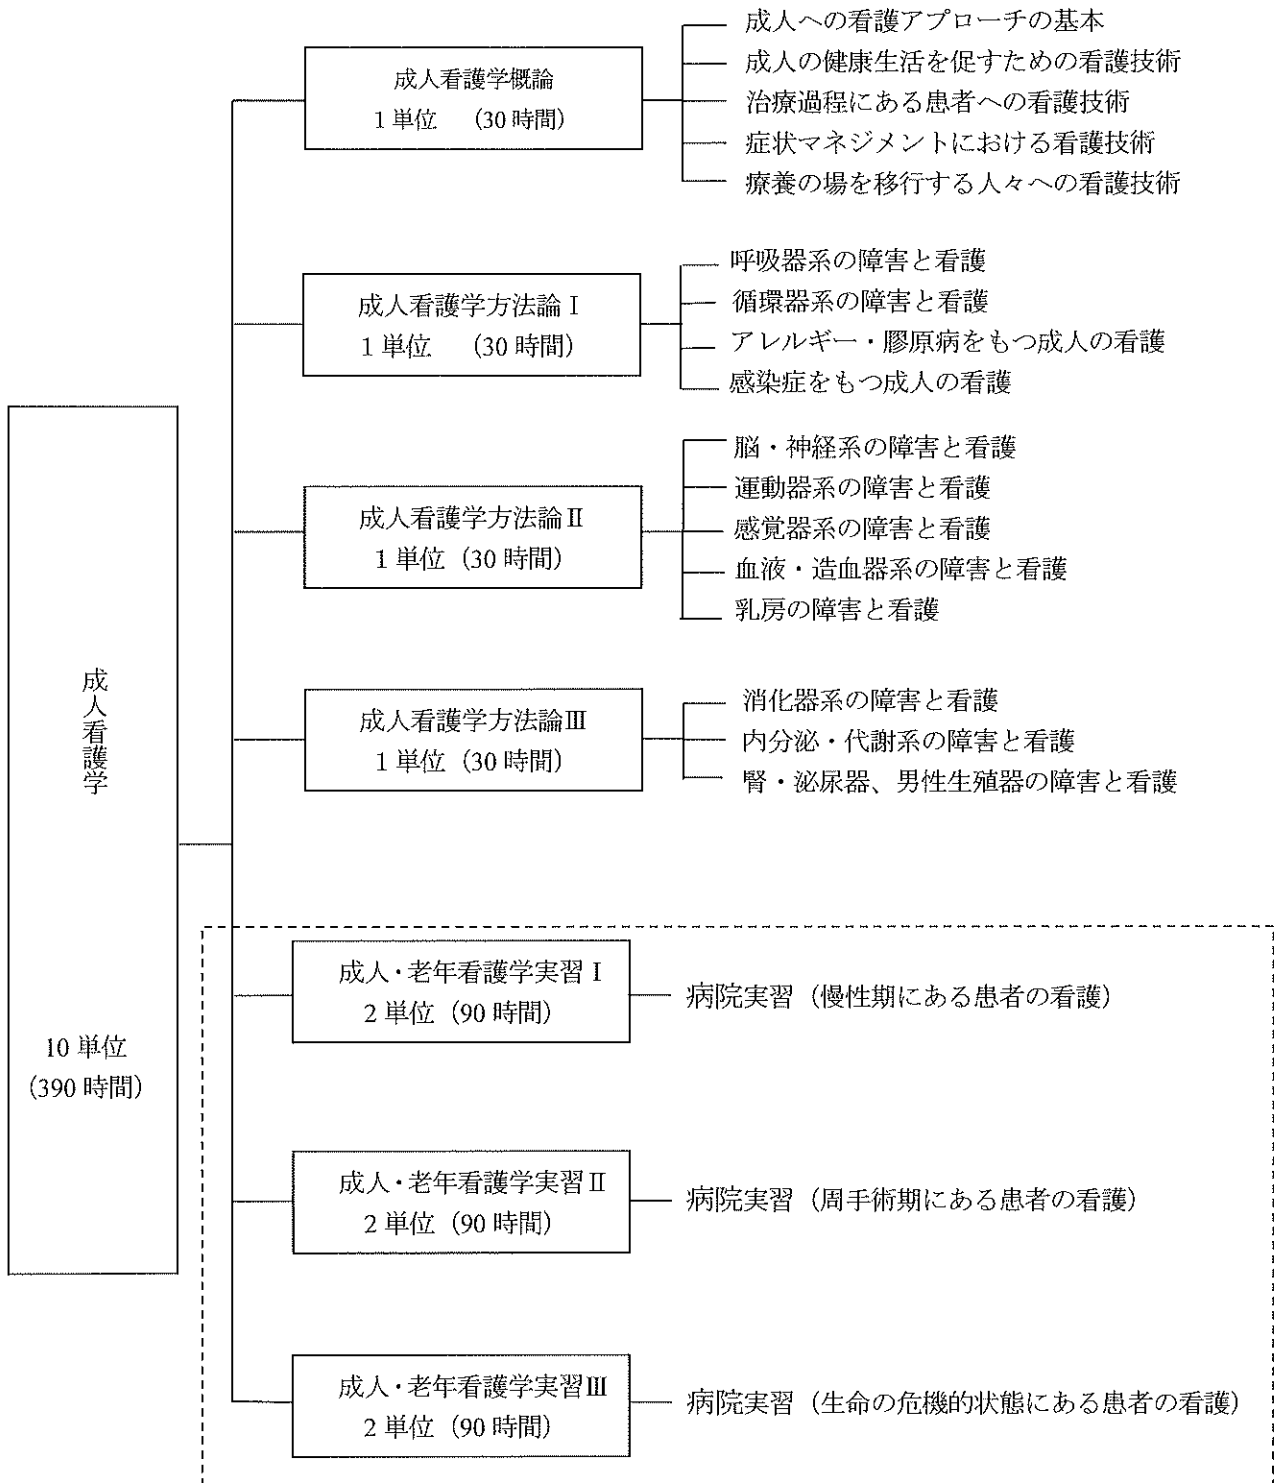 成人看護学
10 単位
(390 時間)
成人看護学概論
1 単位 (30 時間)
成人への看護アプローチの基本
成人の健康生活を促すための看護技術
治療過程にある患者への看護技術
症状マネジメントにおける看護技術
療養の場を移行する人々への看護技術
成人看護学方法論Ⅰ
1 単位 (30 時間)
呼吸器系の障害と看護
循環器系の障害と看護
アレルギー・膠原病をもつ成人の看護
感染症をもつ成人の看護
成人看護学方法論Ⅱ
1 単位 (30 時間)
脳・神経系の障害と看護
運動器系の障害と看護
感覚器系の障害と看護
血液・造血器系の障害と看護
乳房の障害と看護
成人看護学方法論Ⅲ
1 単位 (30 時間)
消化器系の障害と看護
内分泌・代謝系の障害と看護
腎・泌尿器、男性生殖器の障害と看護
成人・老年看護学実習Ⅰ
2 単位 (90 時間)
病院実習（慢性期にある患者の看護）
成人・老年看護学実習Ⅱ
2 単位 (90 時間)
病院実習（周手術期にある患者の看護）
成人・老年看護学実習Ⅲ
2 単位 (90 時間)
病院実習（生命の危機的状態にある患者の看護）